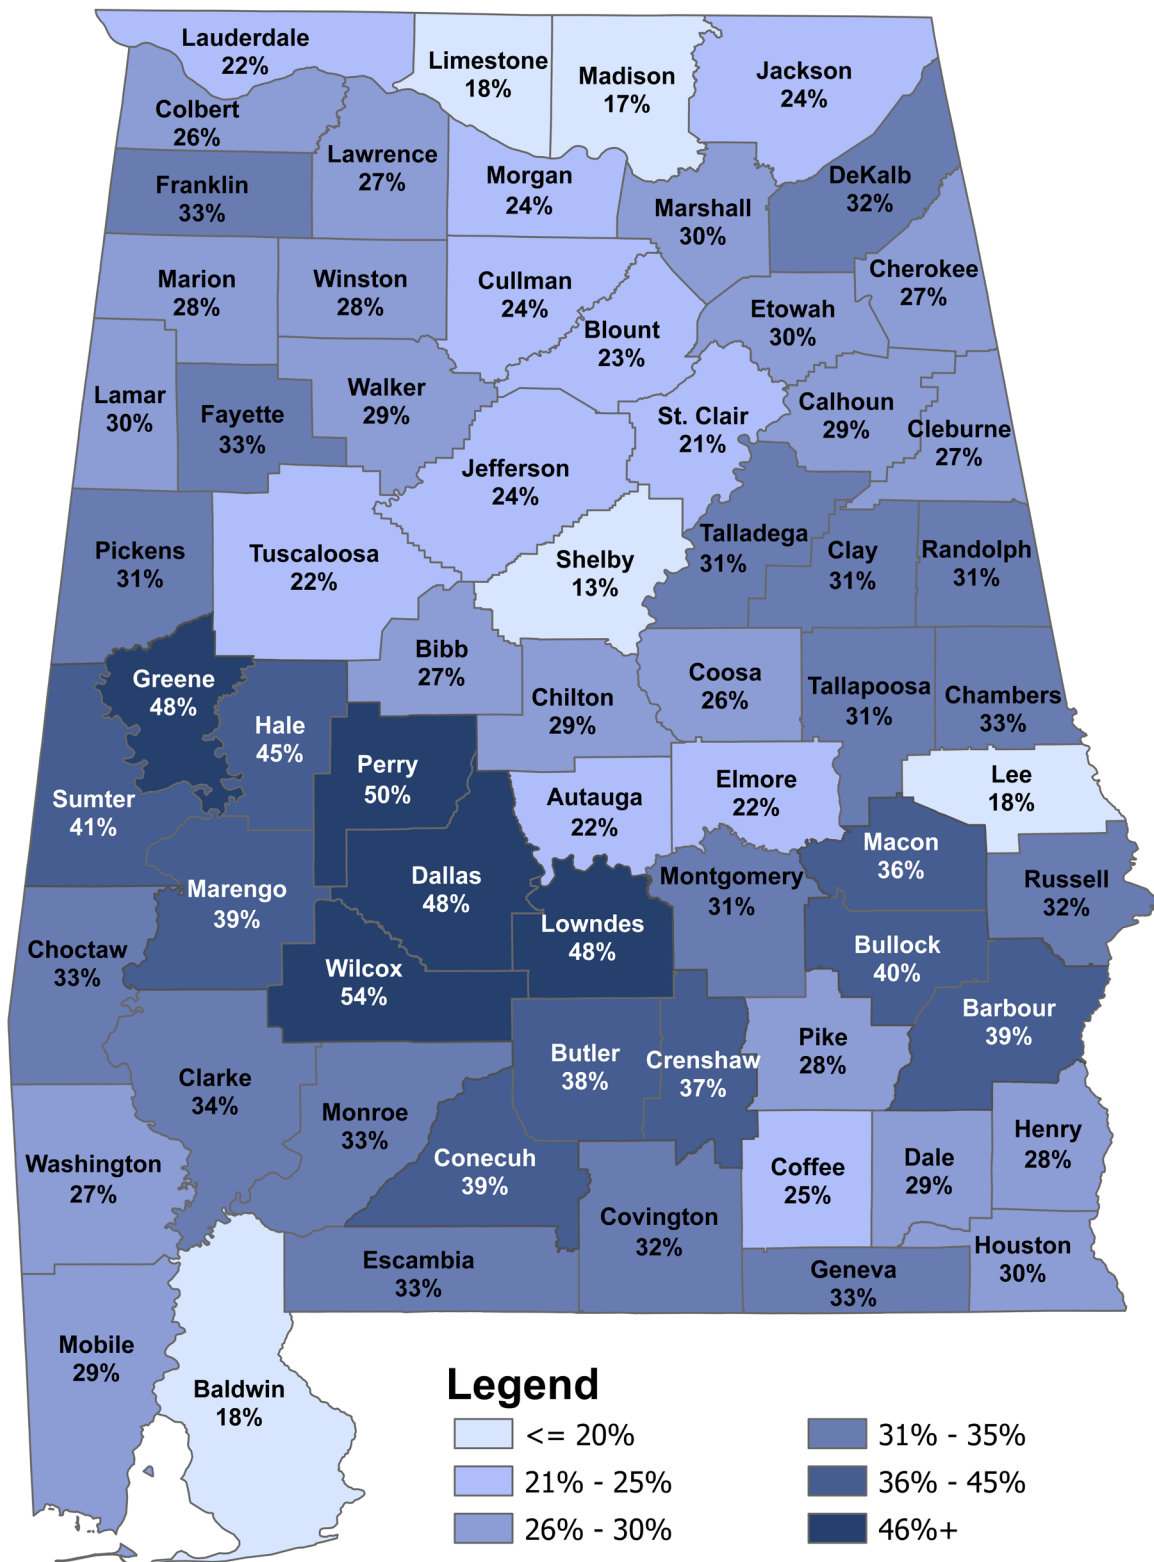 Lauderdale
22%
Limestone
18%
Madison
17%
Jackson
24%
Colbert
26%
Lawrence
27%
Franklin
33%
Morgan
24%
Marshall
30%
DeKalb
32%
Marion
28%
Winston
28%
Cullman
24%
Cherokee
27%
Etowah
30%
Blount
23%
Lamar
30%
Fayette
33%
Walker
29%
St. Clair
21%
Calhoun
29%
Cleburne
27%
Jefferson
24%
Pickens
31%
Tuscaloosa
22%
Shelby
13%
Talladega
31%
Clay
31%
Randolph
31%
Greene
48%
Bibb
27%
Hale
45%
Chilton
29%
Coosa
26%
Tallapoosa
31%
Chambers
33%
Sumter
41%
Perry
50%
Autauga
22%
Elmore
22%
Lee
18%
Macon
36%
Marengo
39%
Dallas
48%
Montgomery
31%
Russell
32%
Choctaw
33%
Lowndes
48%
Bullock
40%
Wilcox
54%
Barbour
39%
Clarke
34%
Butler
38%
Crenshaw
37%
Pike
28%
Monroe
33%
Washington
27%
Conecuh
39%
Coffee
25%
Dale
29%
Henry
28%
Covington
32%
Escambia
33%
Geneva
33%
Houston
30%
Mobile
29%
Baldwin
18%
Legend
<= 20%
21% - 25%
26% - 30%
31% - 35%
36% - 45%
46%+